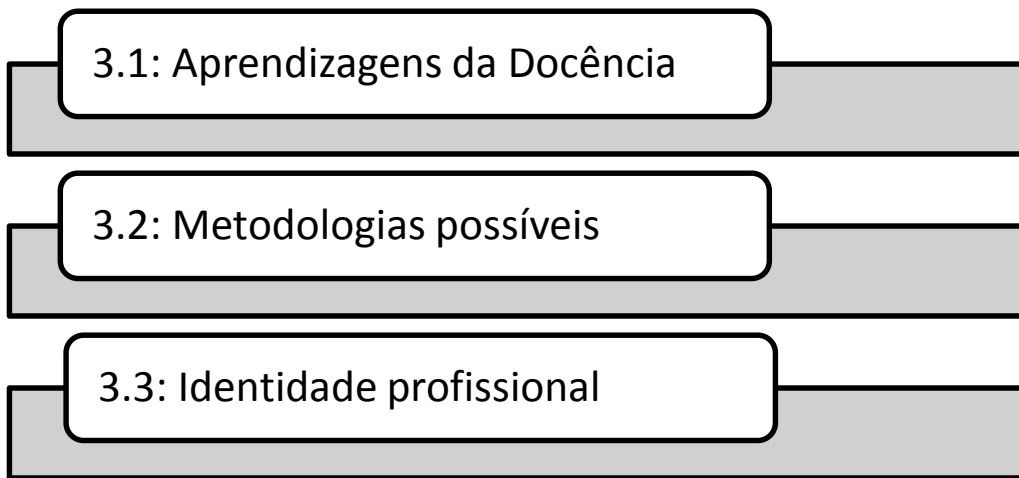 3.1: Aprendizagens da Docência
3.2: Metodologias possíveis
3.3: Identidade profissional